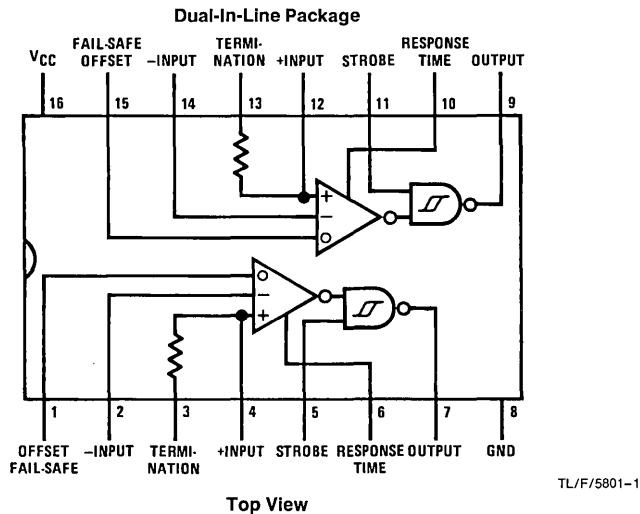 Dual-In-Line Package
VCC
FAIL-SAFE
OFFSET
–INPUT
TERMI-
NATION
+INPUT
STROBE
RESPONSE
TIME
OUTPUT
16 15 14 13 12 11 10 9
+
–
–
+
1 2 3 4 5 6 7 8
OFFSET
FAIL-SAFE
–INPUT
TERMI-
NATION
+INPUT
STROBE
RESPONSE
TIME
OUTPUT
GND
TL/F/5801–1
Top View